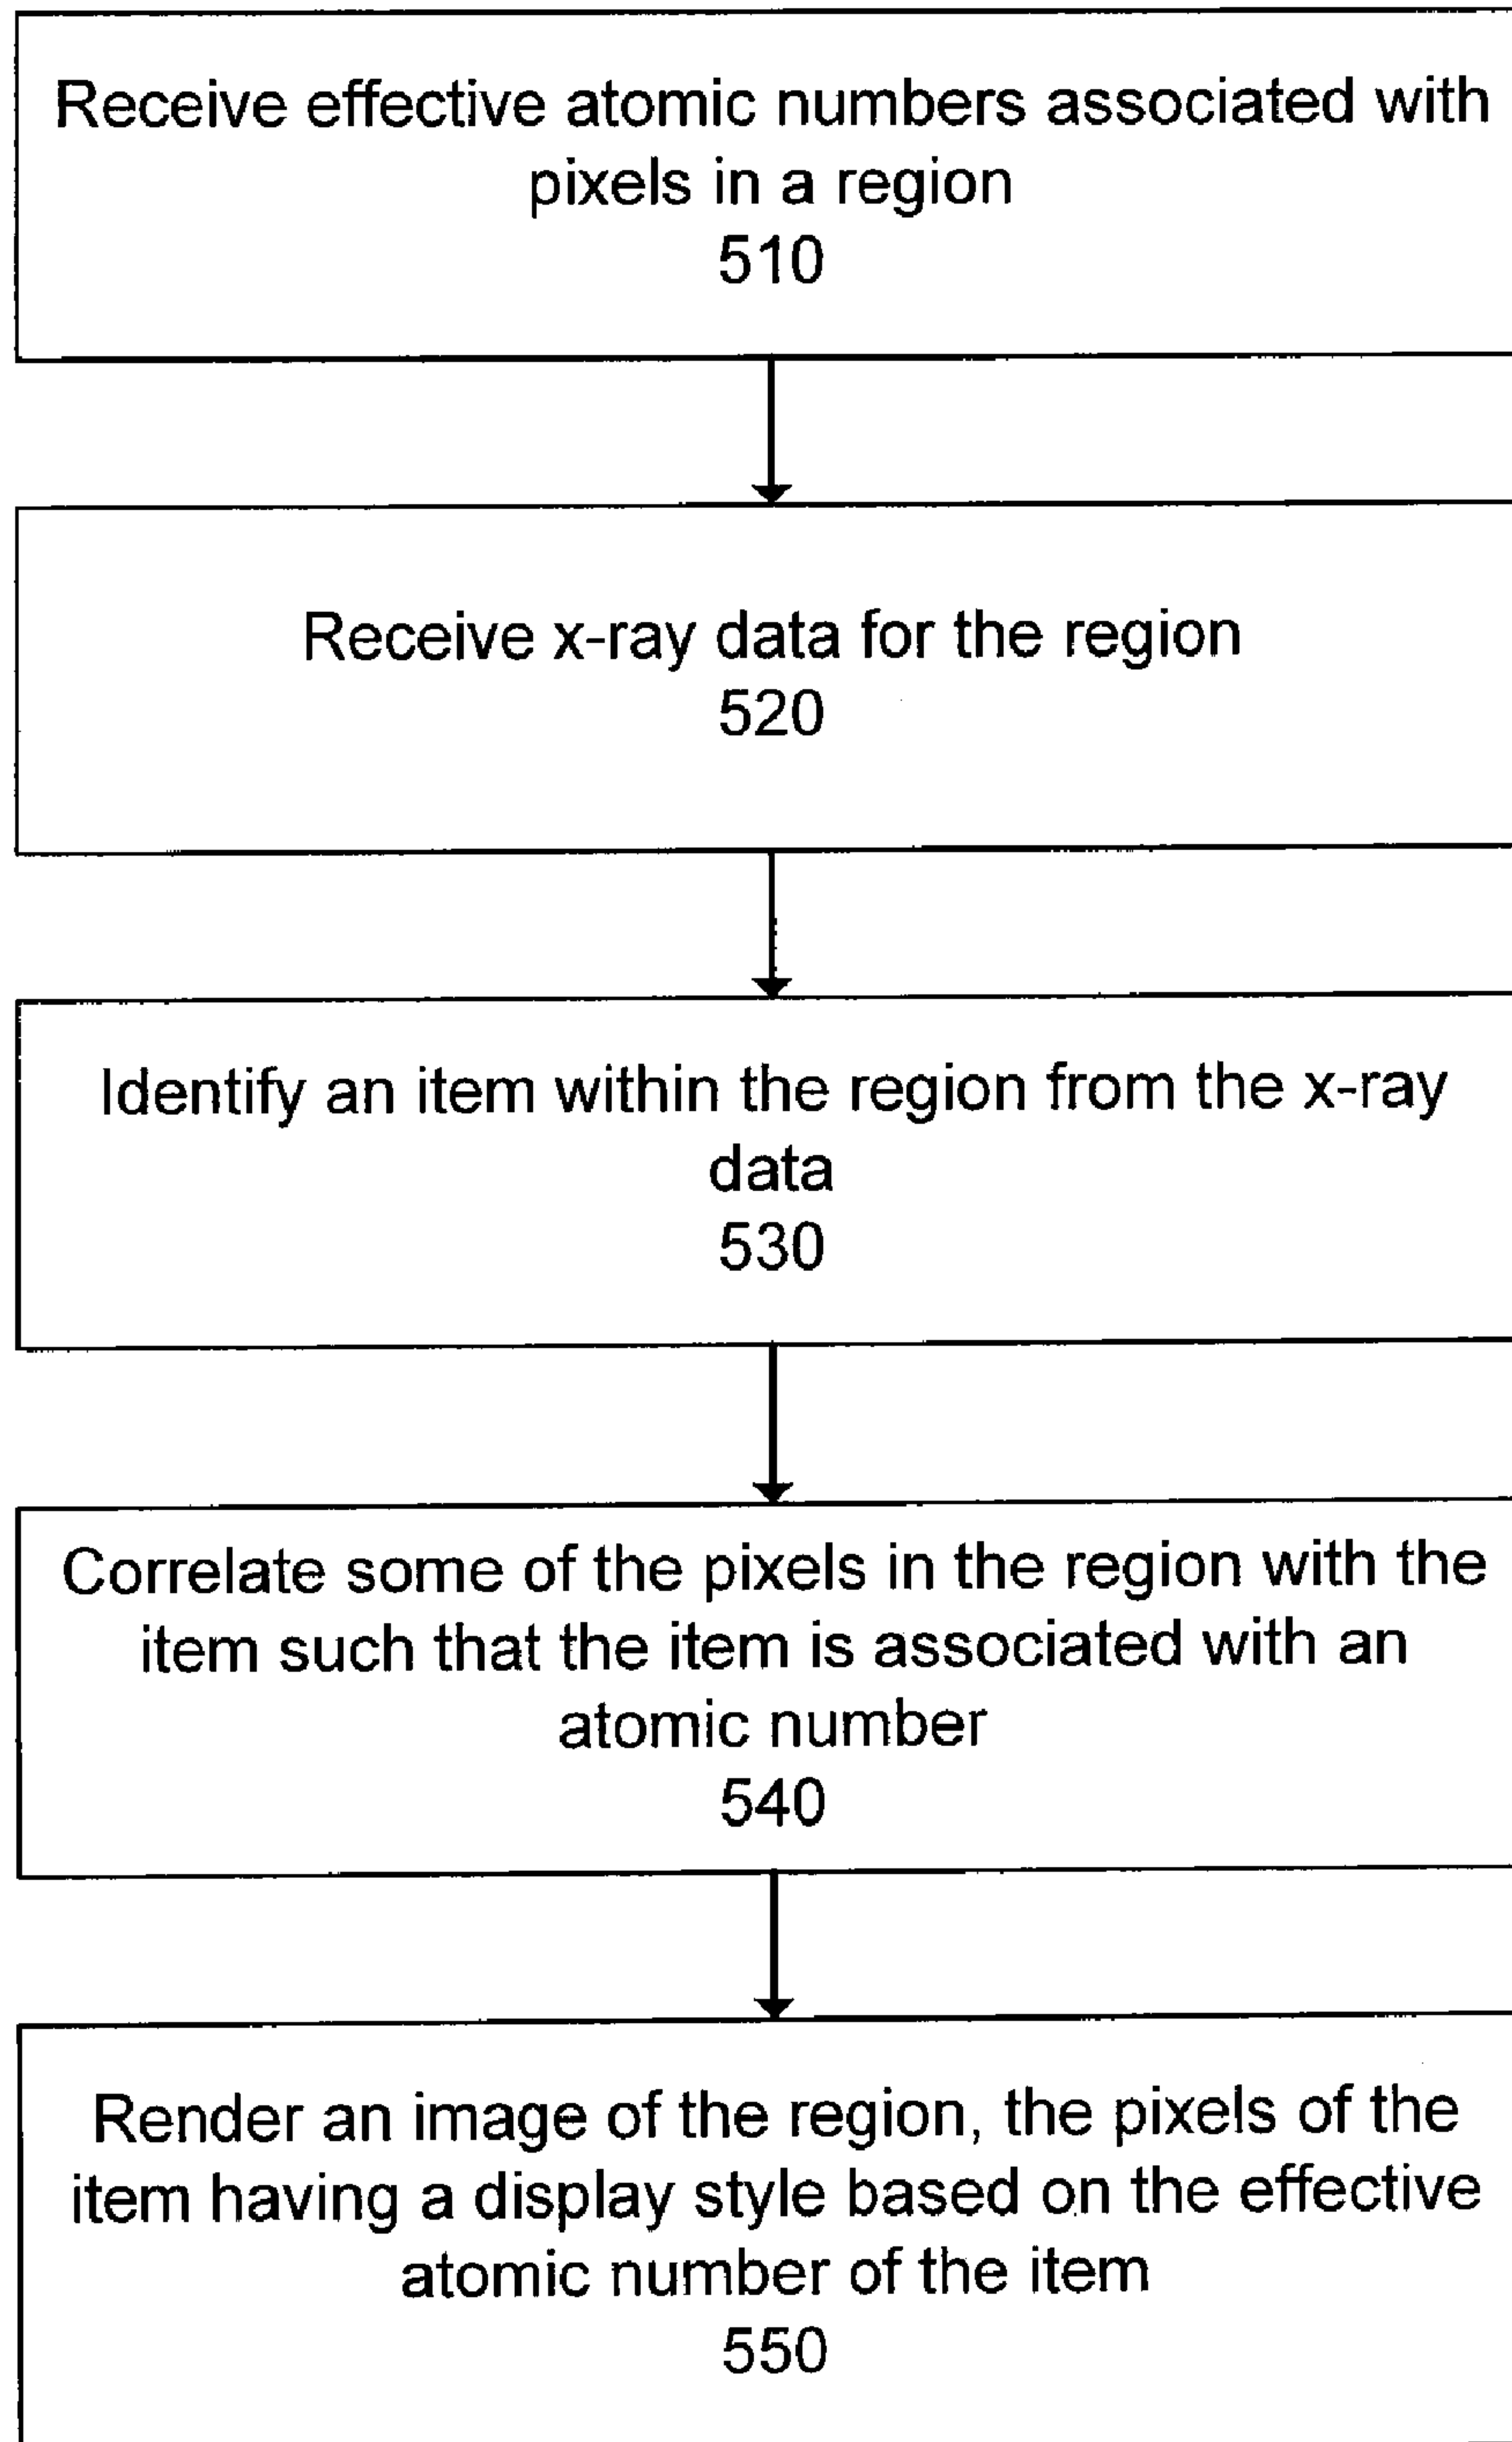 Receive effective atomic numbers associated with
pixels in a region
510
Receive x-ray data for the region
520
Identify an item within the region from the x-ray
data
530
Correlate some of the pixels in the region with the
item such that the item is associated with an
atomic number
540
Render an image of the region, the pixels of the
item having a display style based on the effective
atomic number of the item
550